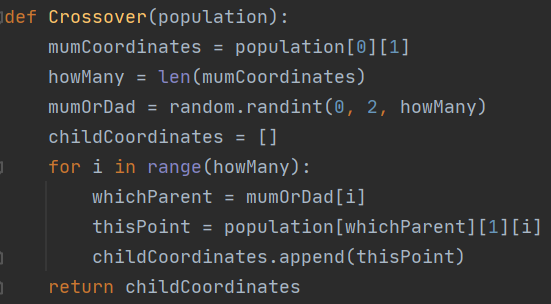 def Crossover(population):
    mumCoordinates = population[0][1]
    howMany = len(mumCoordinates)
    mumOrDad = random.randint(0, 2, howMany)
    childCoordinates = []
    for i in range(howMany):
        whichParent = mumOrDad[i]
        thisPoint = population[whichParent][1][i]
        childCoordinates.append(thisPoint)
    return childCoordinates